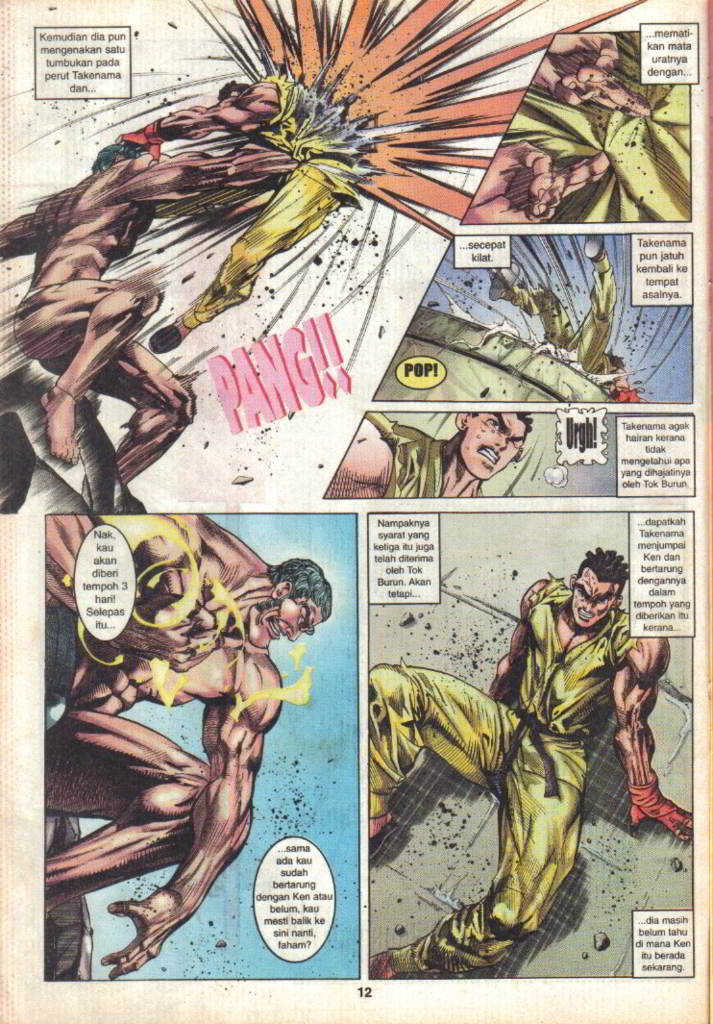 Kemudian dia pun
mengenakan satu
tumbukan pada
perut Takenama
dan...
...memati-
kan mata
uratnya
dengan...
...secepat
kilat.
Takenama
pun jatuh
kembali ke
tempat
asalnya.
PANG!!
POP!
Urgh!
Takenama agak
hairan kerana
tidak
mengetahui apa
yang dihajatinya
oleh Tok Burun.
Nak,
kau
akan
diberi
tempoh 3
hari!
Selepas
itu...
...sama
ada kau
sudah
bertarung
dengan Ken atau
belum, kau
mesti balik ke
sini nanti,
faham?
Nampaknya
syarat yang
ketiga itu juga
telah diterima
oleh Tok
Burun. Akan
tetapi...
...dapatkah
Takenama
menjumpai
Ken dan
bertarung
dengannya
dalam
tempoh yang
diberikan itu
kerana...
...dia masih
belum tahu
di mana Ken
itu berada
sekarang.
12